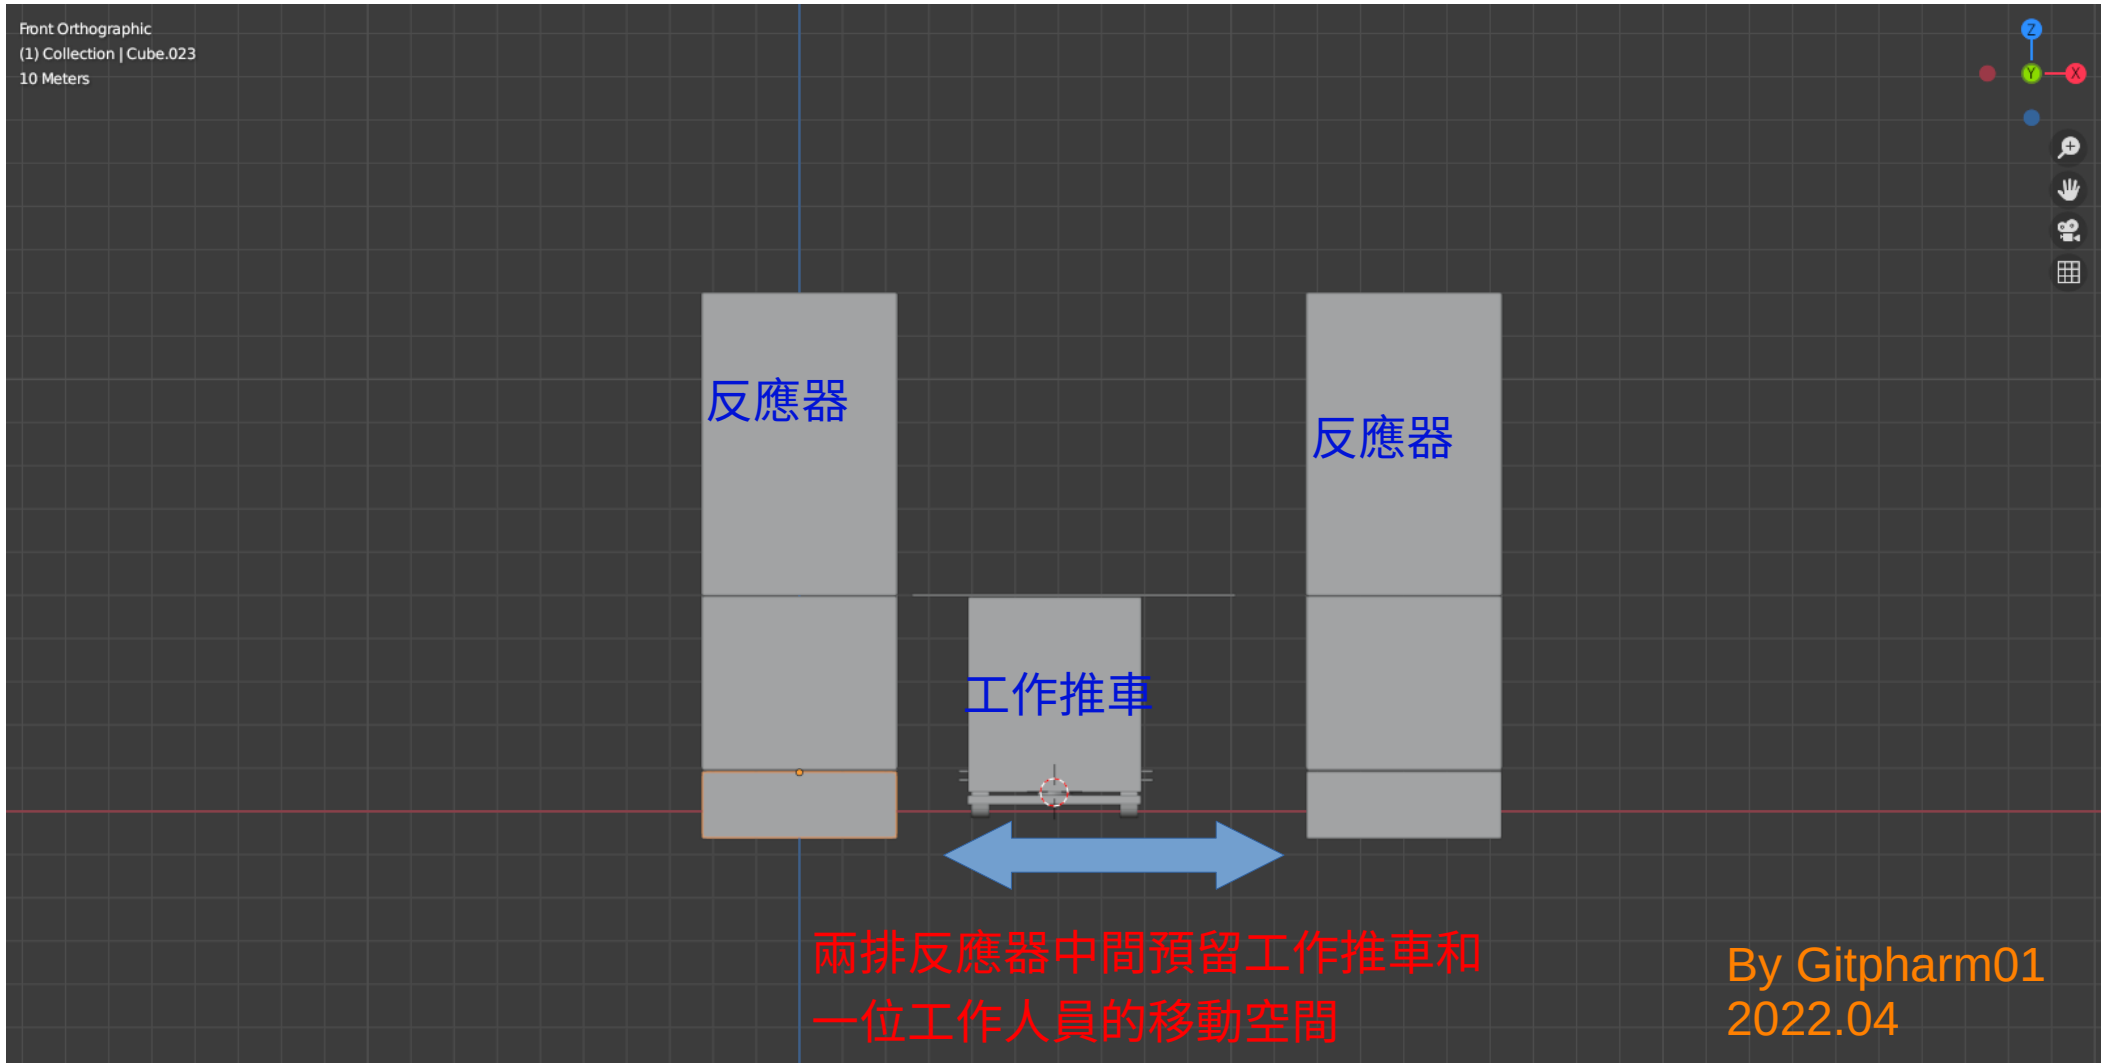 Front Orthographic
(1) Collection | Cube.023
10 Meters
Z
Y
X
反應器
反應器
工作推車
兩排反應器中間預留工作推車和
一位工作人員的移動空間
By Gitpharm01
2022.04